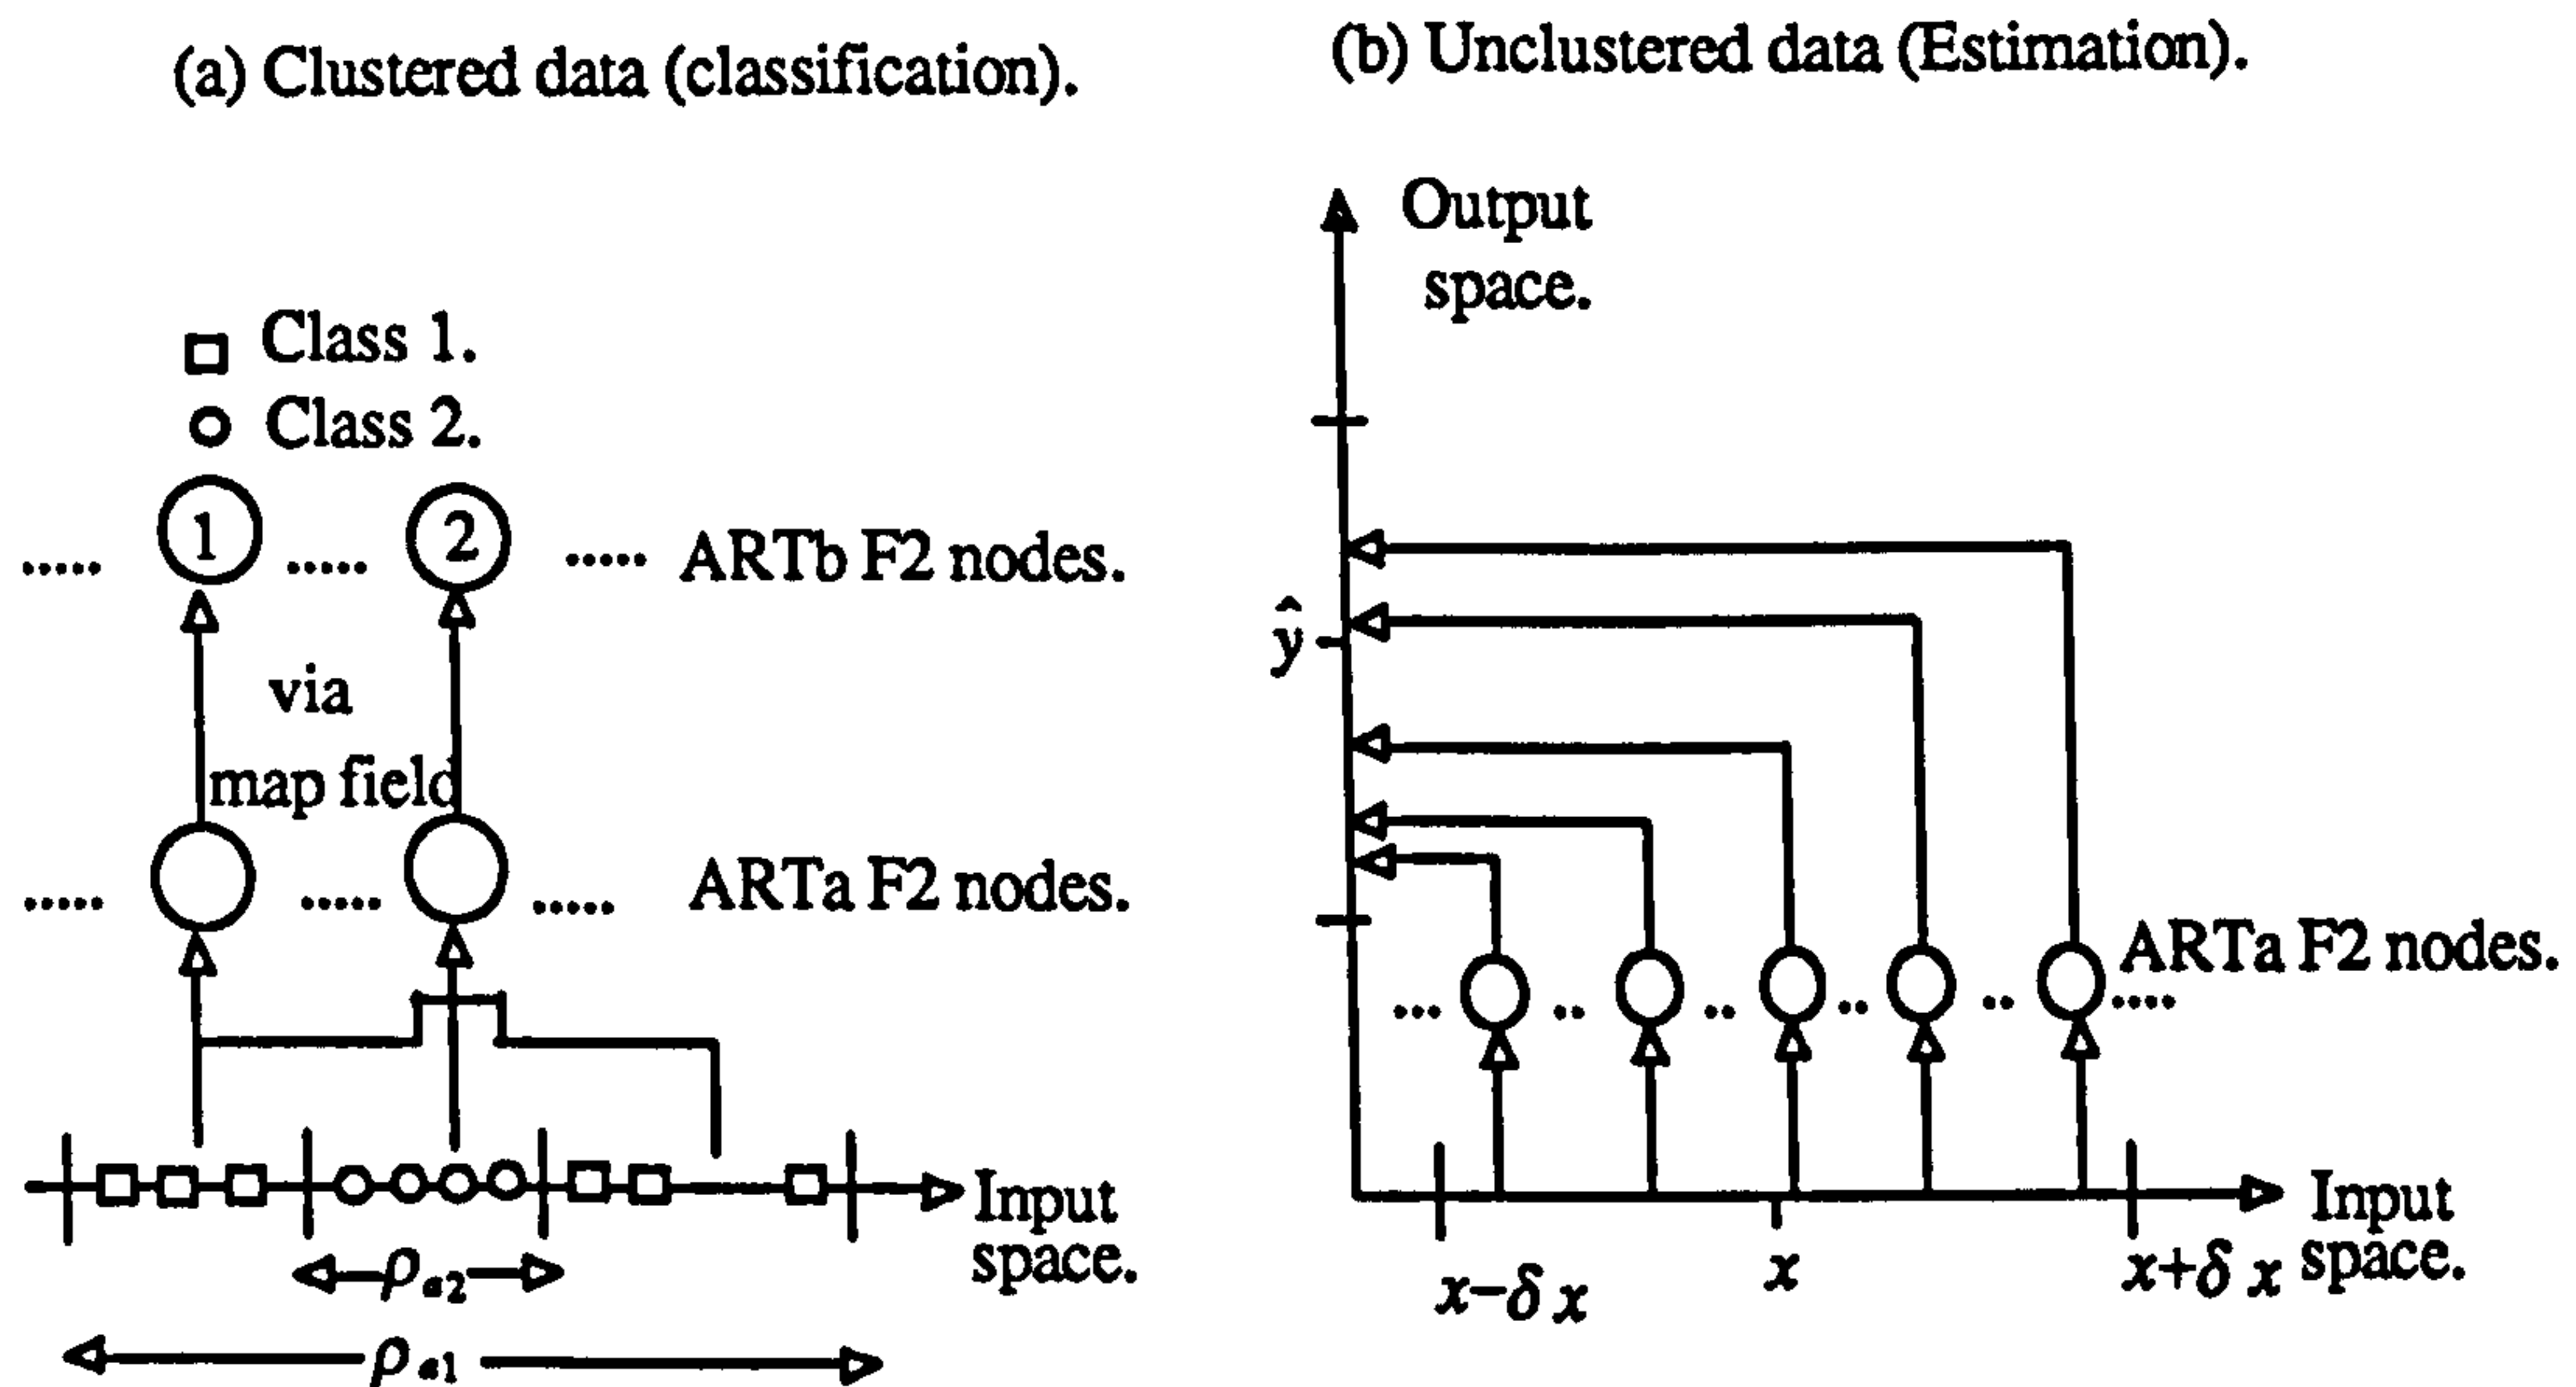 (a) Clustered data (classification).
Class 1.
Class 2.
1
2
..... ..... ..... ARTb F2 nodes.
via
map field
..... ..... ..... ARTa F2 nodes.
Input
space.
ρa2
ρa1
(b) Unclustered data (Estimation).
Output
space.
ŷ
ARTa F2 nodes.
... .. .. .. .. ....
x−δx
x
x+δx
Input
space.